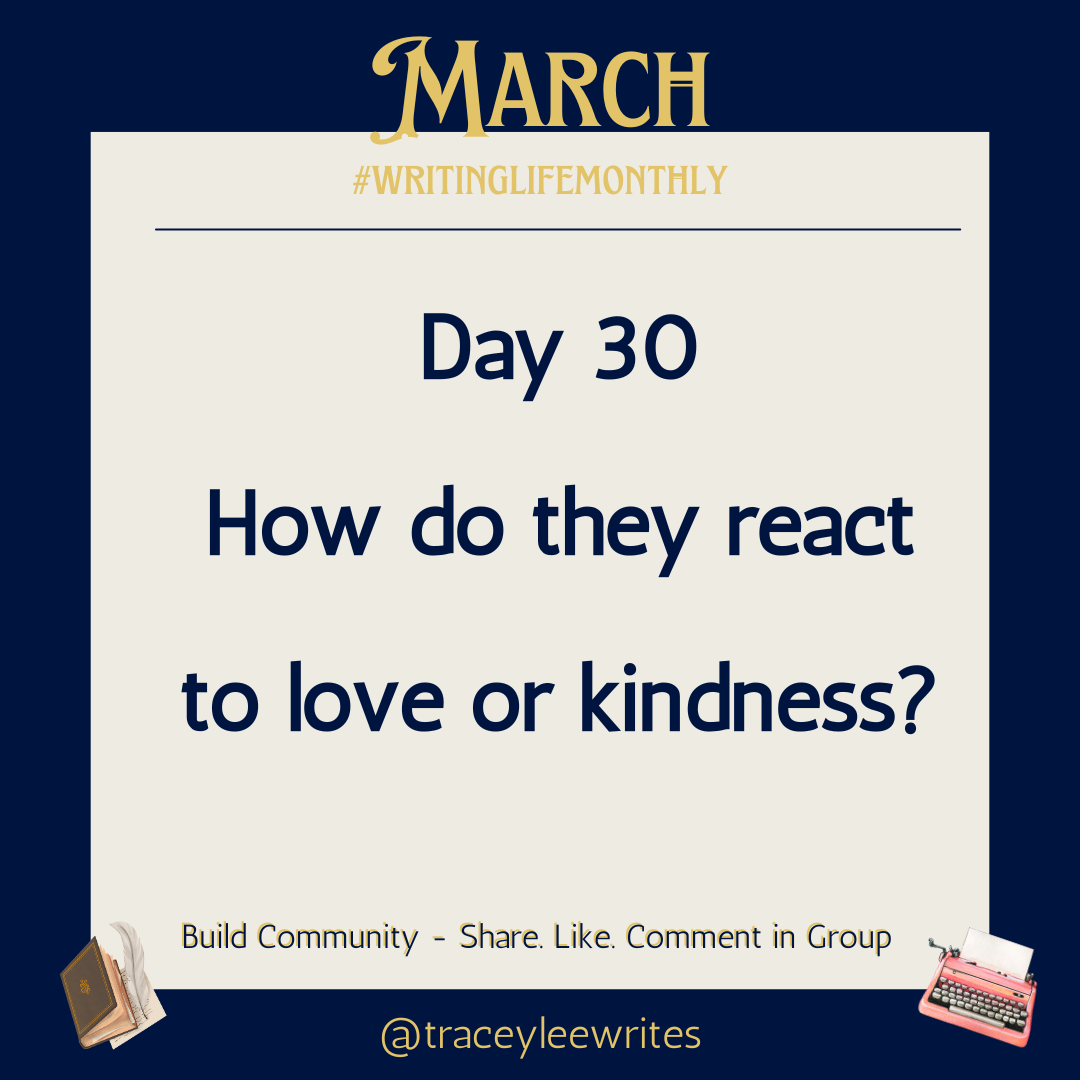 MARCH
#WRITINGLIFEMONTHLY
Day 30
How do they react
to love or kindness?
Build Community - Share. Like. Comment in Group
@traceyleewrites